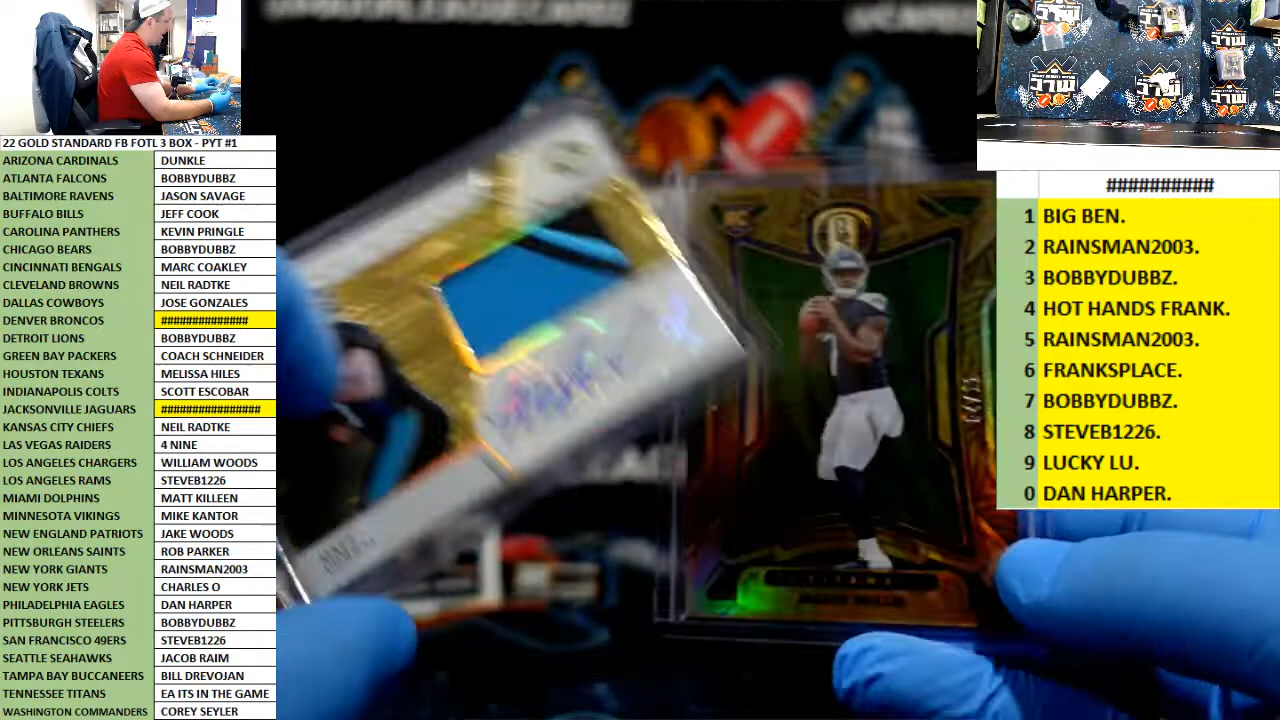 22 GOLD STANDARD FB FOTL 3 BOX - PYT #1
ARIZONA CARDINALS DUNKLE
ATLANTA FALCONS BOBBYDUBBZ
BALTIMORE RAVENS JASON SAVAGE
BUFFALO BILLS JEFF COOK
CAROLINA PANTHERS KEVIN PRINGLE
CHICAGO BEARS BOBBYDUBBZ
CINCINNATI BENGALS MARC COAKLEY
CLEVELAND BROWNS NEIL RADTKE
DALLAS COWBOYS JOSE GONZALES
DENVER BRONCOS ##############
DETROIT LIONS BOBBYDUBBZ
GREEN BAY PACKERS COACH SCHNEIDER
HOUSTON TEXANS MELISSA HILES
INDIANAPOLIS COLTS SCOTT ESCOBAR
JACKSONVILLE JAGUARS ################
KANSAS CITY CHIEFS NEIL RADTKE
LAS VEGAS RAIDERS 4 NINE
LOS ANGELES CHARGERS WILLIAM WOODS
LOS ANGELES RAMS STEVEB1226
MIAMI DOLPHINS MATT KILLEEN
MINNESOTA VIKINGS MIKE KANTOR
NEW ENGLAND PATRIOTS JAKE WOODS
NEW ORLEANS SAINTS ROB PARKER
NEW YORK GIANTS RAINSMAN2003
NEW YORK JETS CHARLES O
PHILADELPHIA EAGLES DAN HARPER
PITTSBURGH STEELERS BOBBYDUBBZ
SAN FRANCISCO 49ERS STEVEB1226
SEATTLE SEAHAWKS JACOB RAIM
TAMPA BAY BUCCANEERS BILL DREVOJAN
TENNESSEE TITANS EA ITS IN THE GAME
WASHINGTON COMMANDERS COREY SEYLER
RC
TITANS
##########
1 BIG BEN.
2 RAINSMAN2003.
3 BOBBYDUBBZ.
4 HOT HANDS FRANK.
5 RAINSMAN2003.
6 FRANKSPLACE.
7 BOBBYDUBBZ.
8 STEVEB1226.
9 LUCKY LU.
0 DAN HARPER.